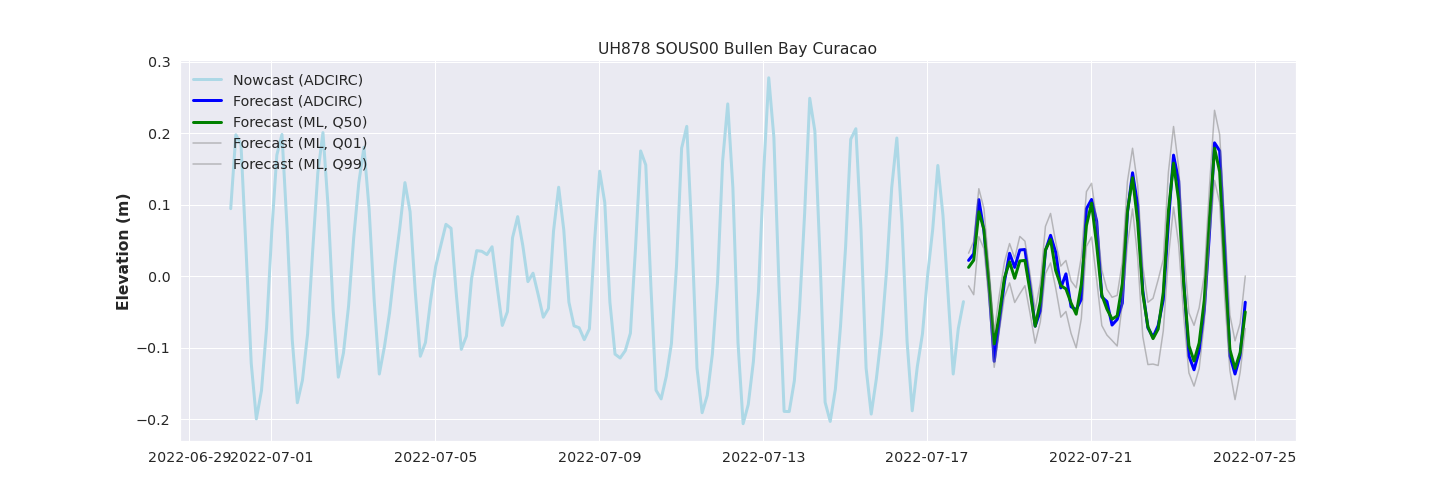 UH878 SOUS00 Bullen Bay Curacao
Nowcast (ADCIRC)
Forecast (ADCIRC)
Forecast (ML, Q50)
Forecast (ML, Q01)
Forecast (ML, Q99)
Elevation (m)
0.3
0.2
0.1
0.0
−0.1
−0.2
2022-06-29 2022-07-01 2022-07-05 2022-07-09 2022-07-13 2022-07-17 2022-07-21 2022-07-25